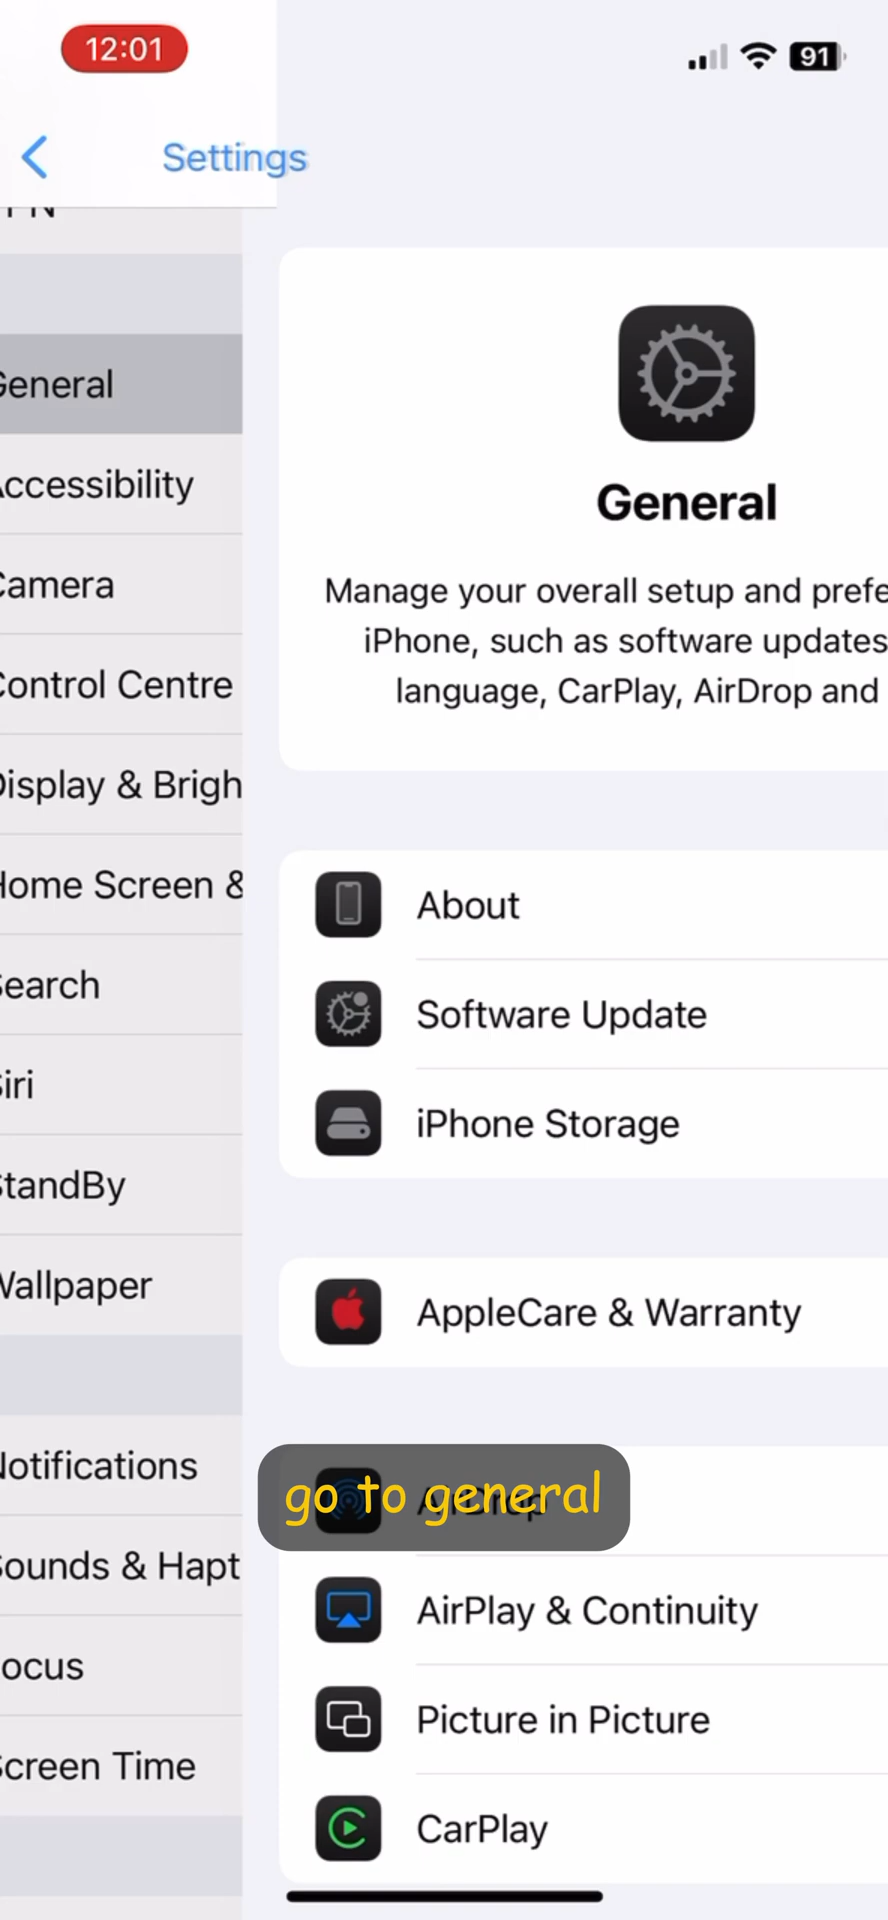 12:01
91
Settings
General
Manage your overall setup and prefe
iPhone, such as software updates
language, CarPlay, AirDrop and
General
Accessibility
Camera
Control Centre
Display & Brigh
Home Screen &
Search
Siri
StandBy
Wallpaper
Notifications
Sounds & Hapt
Focus
Screen Time
About
Software Update
iPhone Storage
AppleCare & Warranty
AirDrop
go to general
AirPlay & Continuity
Picture in Picture
CarPlay